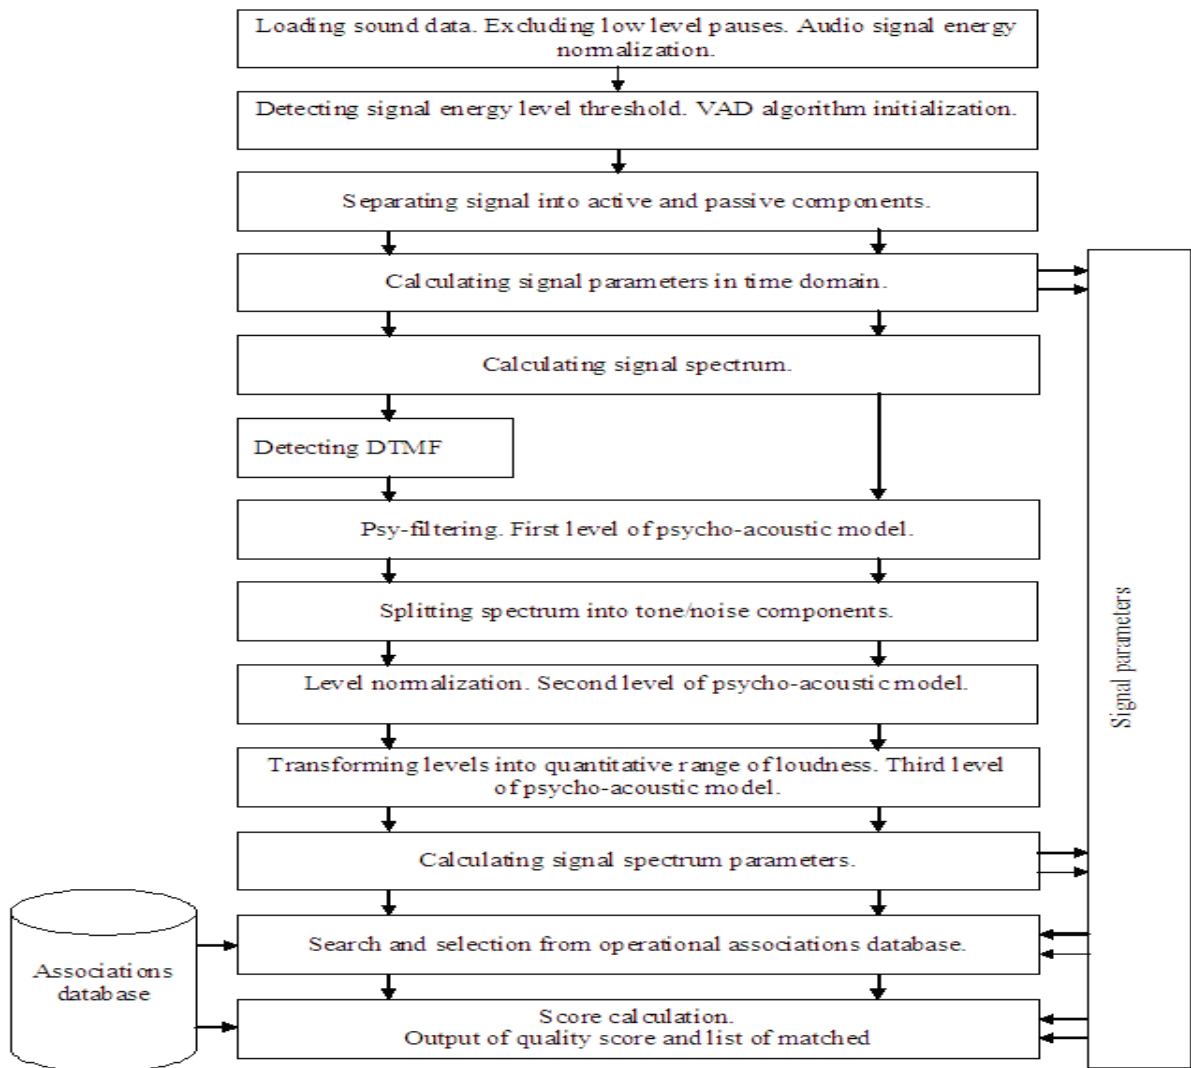 Loading sound data. Excluding low level pauses. Audio signal energy
normalization.
Detecting signal energy level threshold. VAD algorithm initialization.
Separating signal into active and passive components.
Calculating signal parameters in time domain.
Calculating signal spectrum.
Detecting DTMF
Psy-filtering. First level of psycho-acoustic model.
Splitting spectrum into tone/noise components.
Level normalization. Second level of psycho-acoustic model.
Transforming levels into quantitative range of loudness. Third level
of psycho-acoustic model.
Calculating signal spectrum parameters.
Search and selection from operational associations database.
Score calculation.
Output of quality score and list of matched
Associations
database
Signal parameters